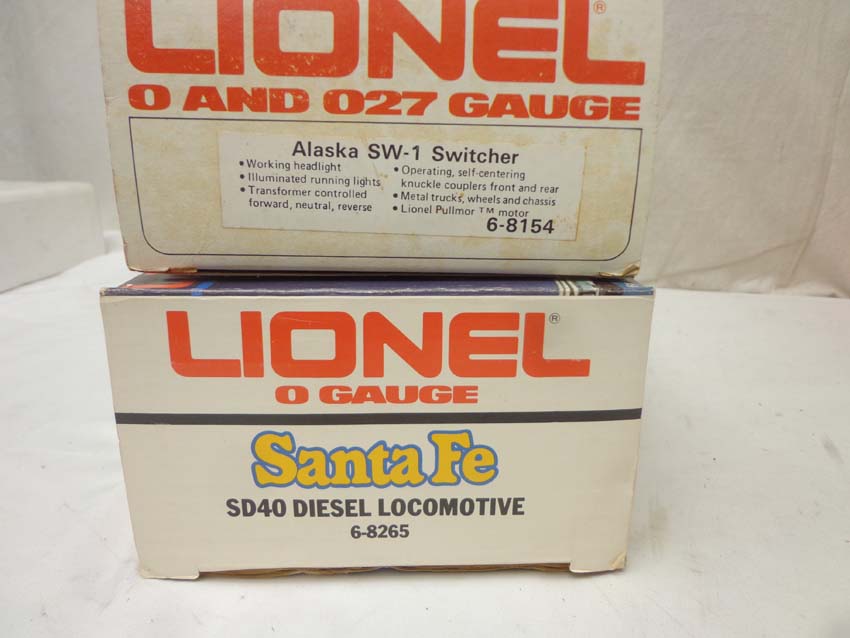 LIONEL®
O AND 027 GAUGE
Alaska SW-1 Switcher
• Working headlight
• Illuminated running lights
• Transformer controlled
forward, neutral, reverse
• Operating, self-centering
knuckle couplers front and rear
• Metal trucks, wheels and chassis
• Lionel Pullmor ™ motor
6-8154
LIONEL®
O GAUGE
Santa Fe
SD40 DIESEL LOCOMOTIVE
6-8265